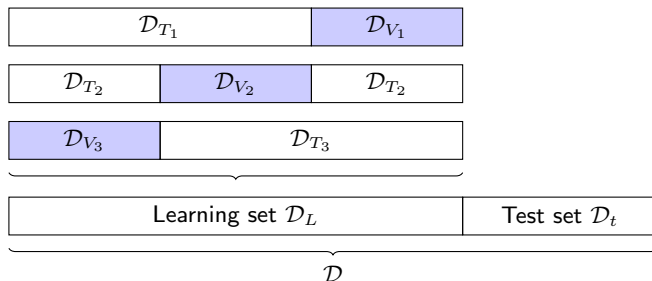 𝒟_{T_1} 𝒟_{V_1}
𝒟_{T_2} 𝒟_{V_2} 𝒟_{T_2}
𝒟_{V_3} 𝒟_{T_3}
Learning set 𝒟_L Test set 𝒟_t
𝒟